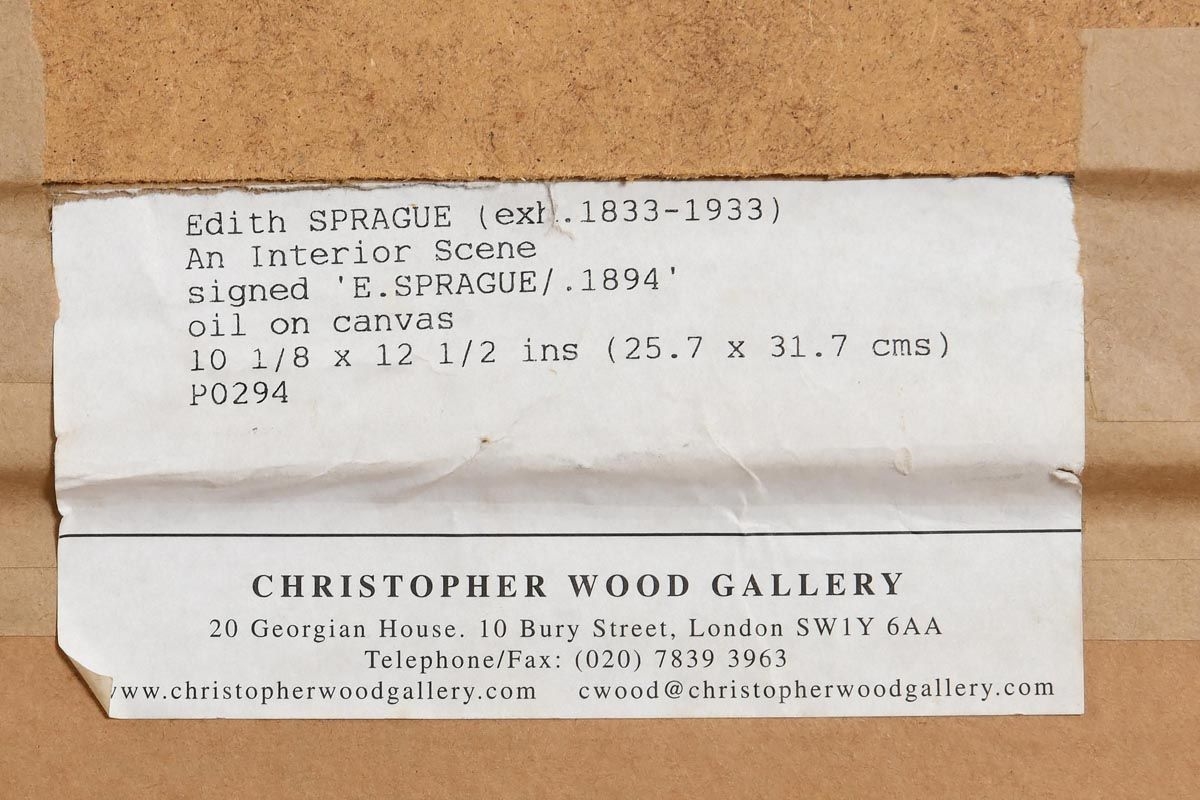 Edith SPRAGUE (exh.1833-1933)
An Interior Scene
signed 'E.SPRAGUE/.1894'
oil on canvas
10 1/8 x 12 1/2 ins (25.7 x 31.7 cms)
P0294
CHRISTOPHER WOOD GALLERY
20 Georgian House. 10 Bury Street, London SW1Y 6AA
Telephone/Fax: (020) 7839 3963
www.christopherwoodgallery.com cwood@christopherwoodgallery.com